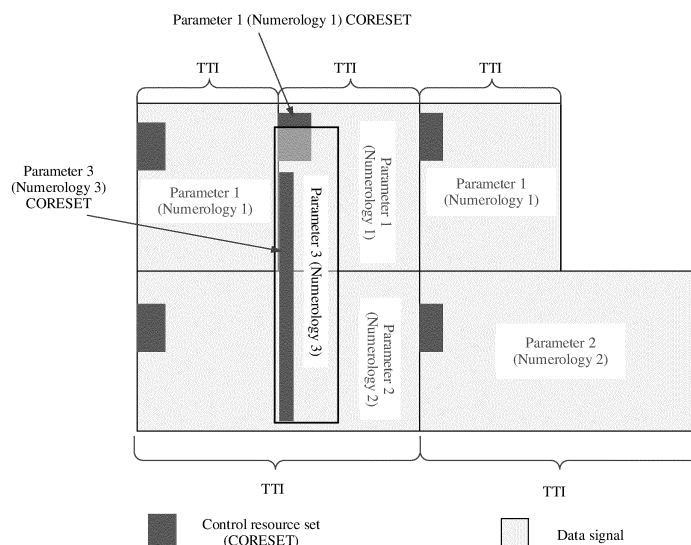 Parameter 1 (Numerology 1) CORESET
TTI
TTI
TTI
Parameter 3
(Numerology 3)
CORESET
Parameter 1
(Numerology 1)
Parameter 1
(Numerology 1)
Parameter 1
(Numerology 1)
Parameter 3 (Numerology 3)
Parameter 2
(Numerology 2)
Parameter 2
(Numerology 2)
TTI
TTI
Control resource set
(CORESET)
Data signal